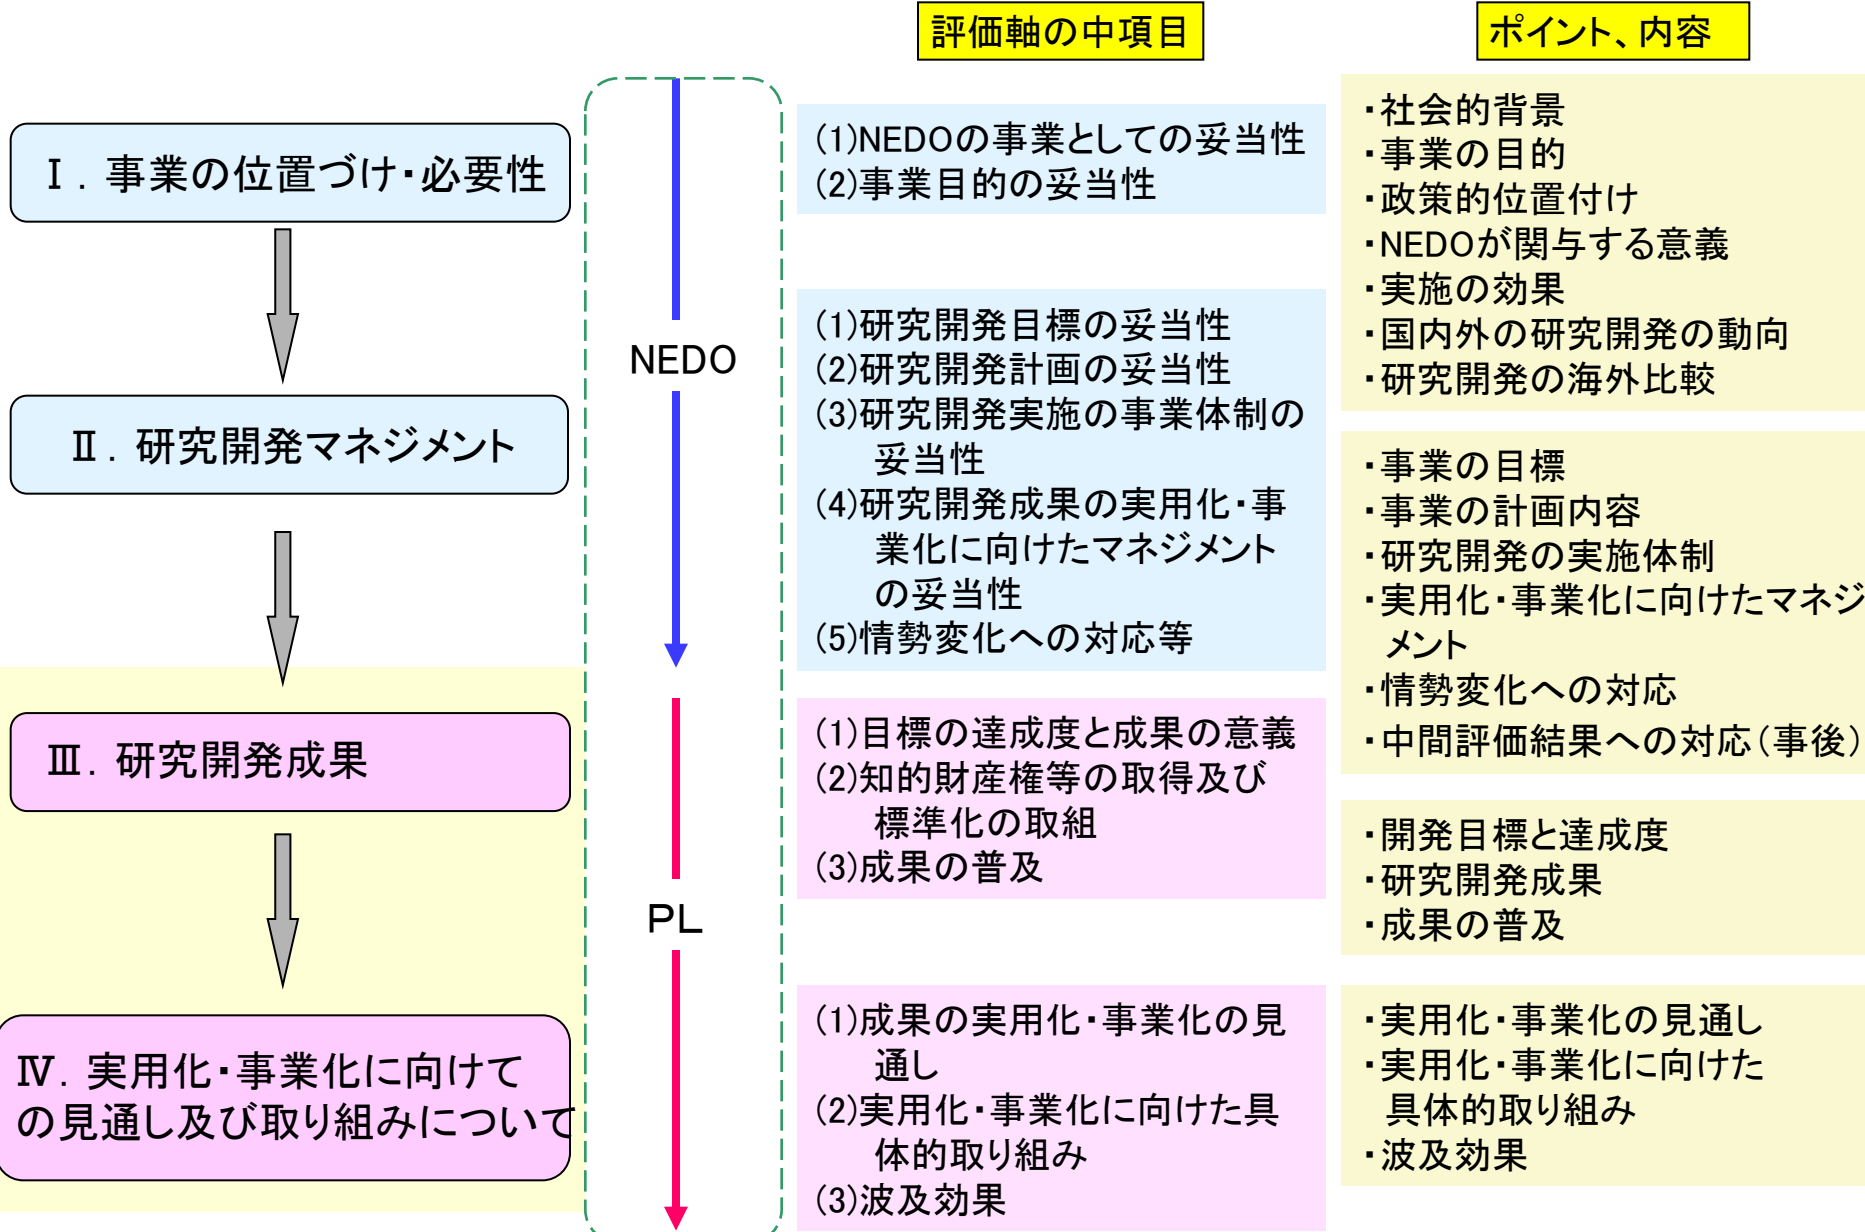 評価軸の中項目
ポイント、内容
Ⅰ．事業の位置づけ・必要性
Ⅱ．研究開発マネジメント
Ⅲ．研究開発成果
Ⅳ．実用化・事業化に向けて
の見通し及び取り組みについて
NEDO
PL
(1)NEDOの事業としての妥当性
(2)事業目的の妥当性
(1)研究開発目標の妥当性
(2)研究開発計画の妥当性
(3)研究開発実施の事業体制の
妥当性
(4)研究開発成果の実用化・事
業化に向けたマネジメント
の妥当性
(5)情勢変化への対応等
(1)目標の達成度と成果の意義
(2)知的財産権等の取得及び
標準化の取組
(3)成果の普及
(1)成果の実用化・事業化の見
通し
(2)実用化・事業化に向けた具
体的取り組み
(3)波及効果
・社会的背景
・事業の目的
・政策的位置付け
・NEDOが関与する意義
・実施の効果
・国内外の研究開発の動向
・研究開発の海外比較
・事業の目標
・事業の計画内容
・研究開発の実施体制
・実用化・事業化に向けたマネジ
メント
・情勢変化への対応
・中間評価結果への対応（事後）
・開発目標と達成度
・研究開発成果
・成果の普及
・実用化・事業化の見通し
・実用化・事業化に向けた
具体的取り組み
・波及効果